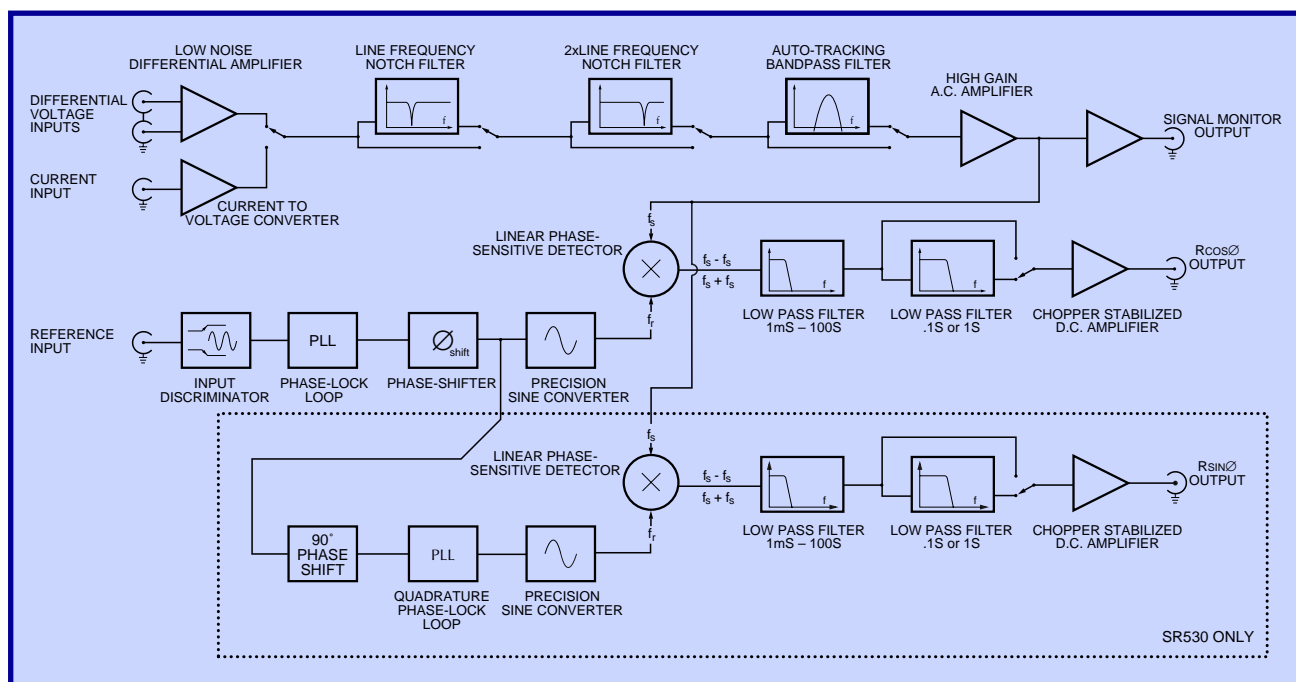 LOW NOISE
DIFFERENTIAL AMPLIFIER
LINE FREQUENCY
NOTCH FILTER
2xLINE FREQUENCY
NOTCH FILTER
AUTO-TRACKING
BANDPASS FILTER
HIGH GAIN
A.C. AMPLIFIER
DIFFERENTIAL
VOLTAGE
INPUTS
f
f
f
SIGNAL MONITOR
OUTPUT
CURRENT
INPUT
CURRENT TO
VOLTAGE CONVERTER
LINEAR PHASE-
SENSITIVE DETECTOR
fs
fs - fs
fs + fs
fr
f
LOW PASS FILTER
1mS – 100S
f
LOW PASS FILTER
.1S or 1S
CHOPPER STABILIZED
D.C. AMPLIFIER
RCOSØ
OUTPUT
REFERENCE
INPUT
INPUT
DISCRIMINATOR
PLL
PHASE-LOCK
LOOP
Øshift
PHASE-SHIFTER
PRECISION
SINE CONVERTER
LINEAR PHASE-
SENSITIVE DETECTOR
fs
fs - fs
fs + fs
fr
f
LOW PASS FILTER
1mS – 100S
f
LOW PASS FILTER
.1S or 1S
CHOPPER STABILIZED
D.C. AMPLIFIER
RSINØ
OUTPUT
90°
PHASE
SHIFT
PLL
QUADRATURE
PHASE-LOCK
LOOP
PRECISION
SINE CONVERTER
SR530 ONLY